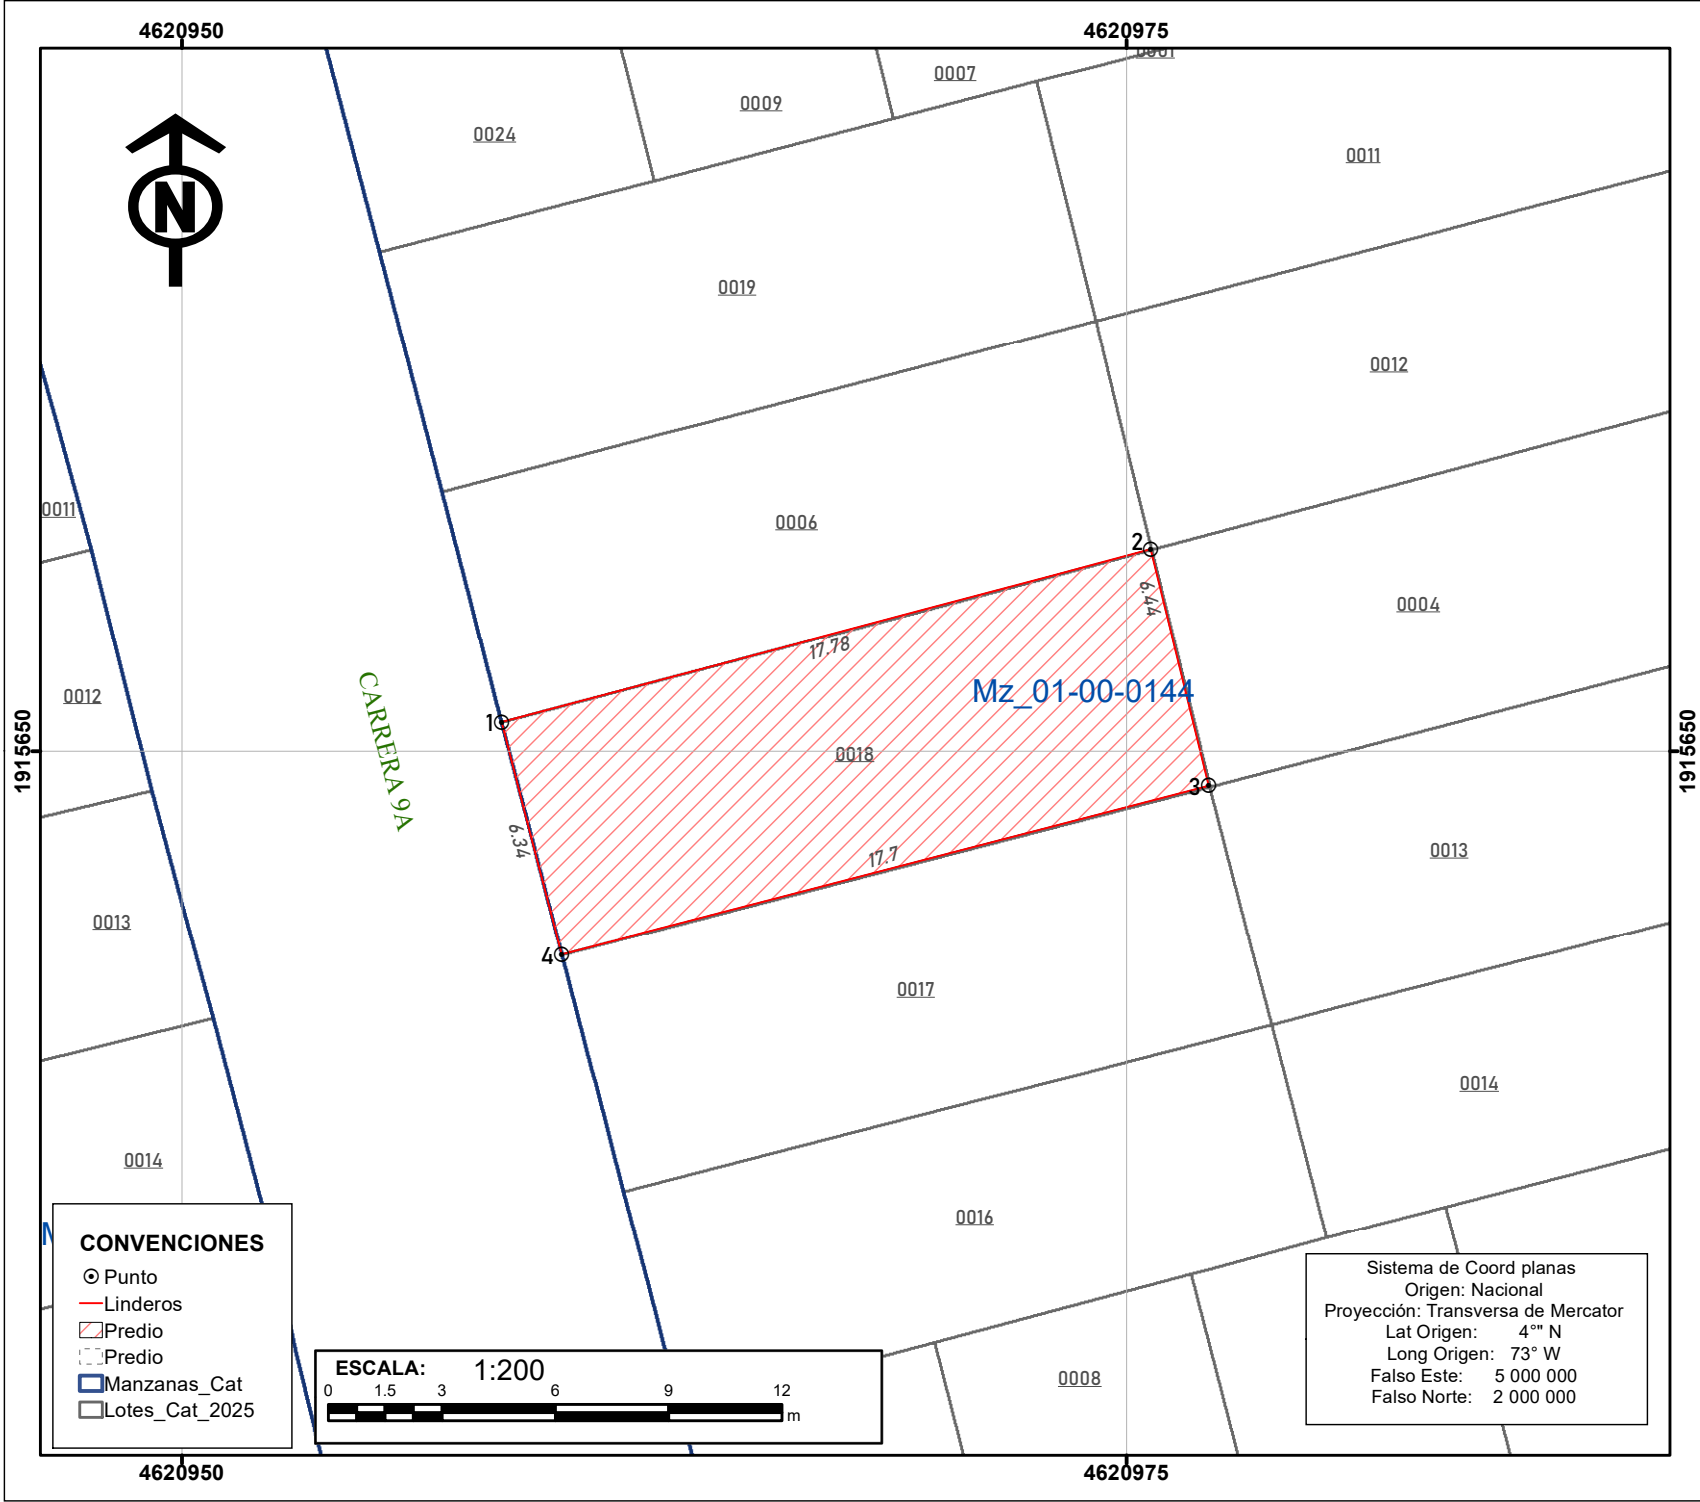 4620950
4620975
0001
0007
0009
0024
0011
N
0019
0012
0011
0006
2
6.44
0004
17.78
Mz_01-00-0144
CARRERA 9A
0012
1
1915650
1915650
0018
3
6.34
17.7
0013
0013
4
0017
0014
0014
0016
CONVENCIONES
Punto
Linderos
Predio
Predio
Manzanas_Cat
Lotes_Cat_2025
ESCALA: 1:200
0 1.5 3 6 9 12
m
0008
Sistema de Coord planas
Origen: Nacional
Proyección: Transversa de Mercator
Lat Origen: 4°" N
Long Origen: 73° W
Falso Este: 5 000 000
Falso Norte: 2 000 000
4620950
4620975